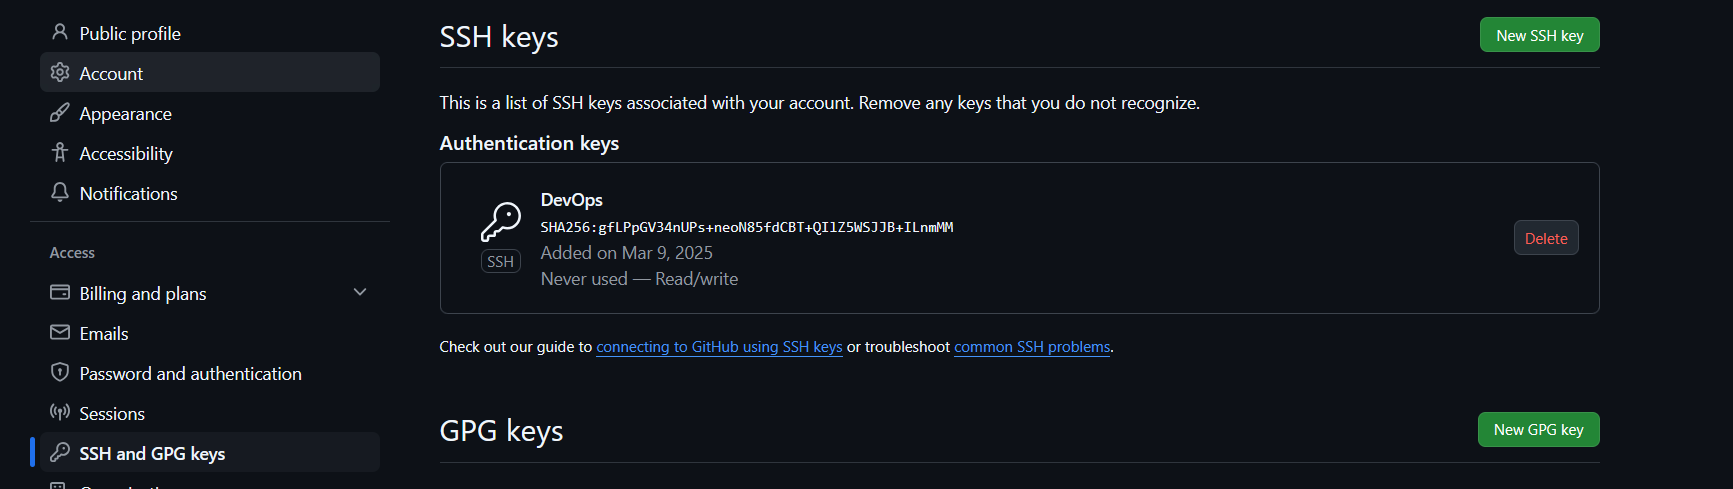 Public profile
Account
Appearance
Accessibility
Notifications
Access
Billing and plans
Emails
Password and authentication
Sessions
SSH and GPG keys
SSH keys
New SSH key
This is a list of SSH keys associated with your account. Remove any keys that you do not recognize.
Authentication keys
DevOps
SHA256:gfLPpGV34nUPs+neoN85fdCBT+QIlZ5WSJJB+ILnmMM
SSH
Added on Mar 9, 2025
Never used — Read/write
Delete
Check out our guide to connecting to GitHub using SSH keys or troubleshoot common SSH problems.
GPG keys
New GPG key